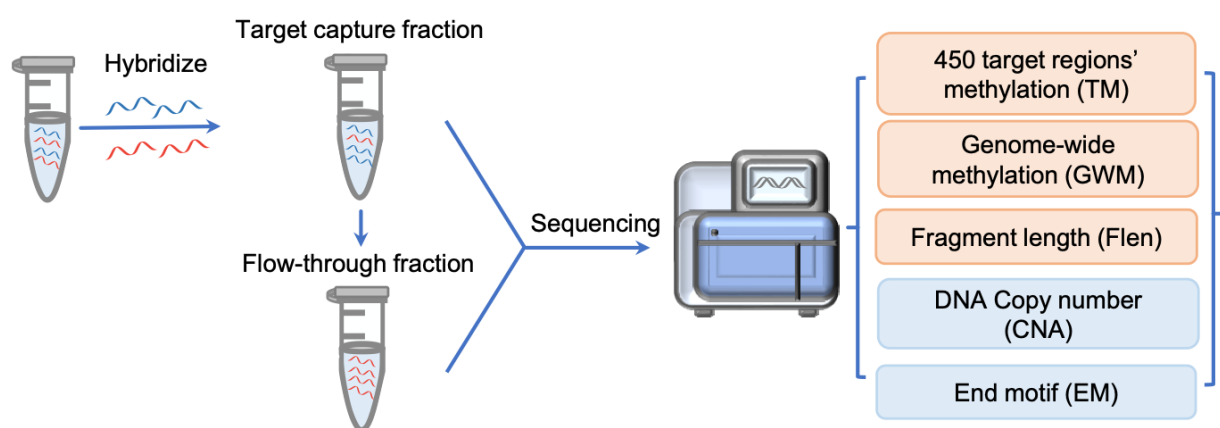 Target capture fraction
Hybridize
Flow-through fraction
Sequencing
450 target regions'
methylation (TM)
Genome-wide
methylation (GWM)
Fragment length (Flen)
DNA Copy number
(CNA)
End motif (EM)